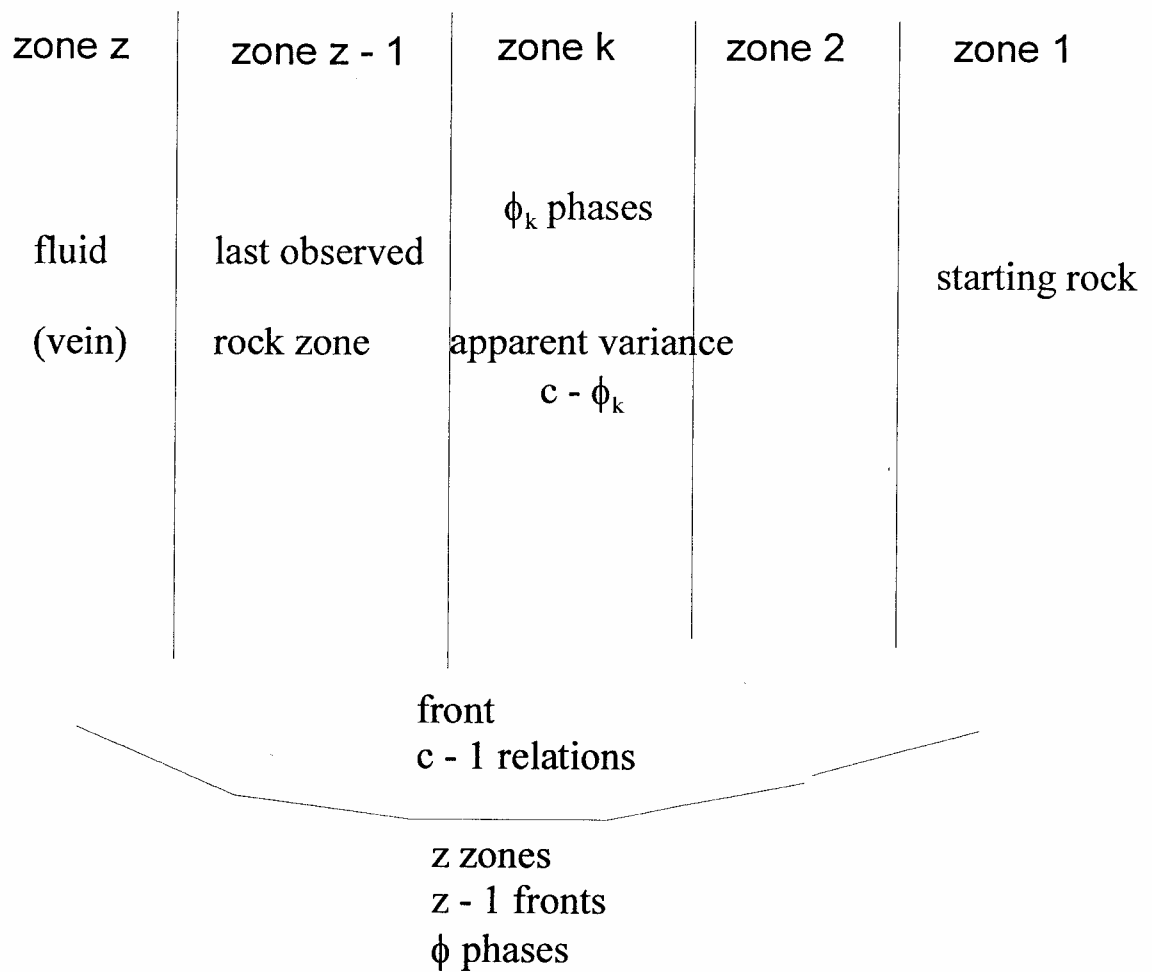 zone z
zone z - 1
zone k
zone 2
zone 1
fluid
(vein)
last observed
rock zone
ϕₖ phases
apparent variance
c - ϕₖ
starting rock
front
c - 1 relations
z zones
z - 1 fronts
ϕ phases